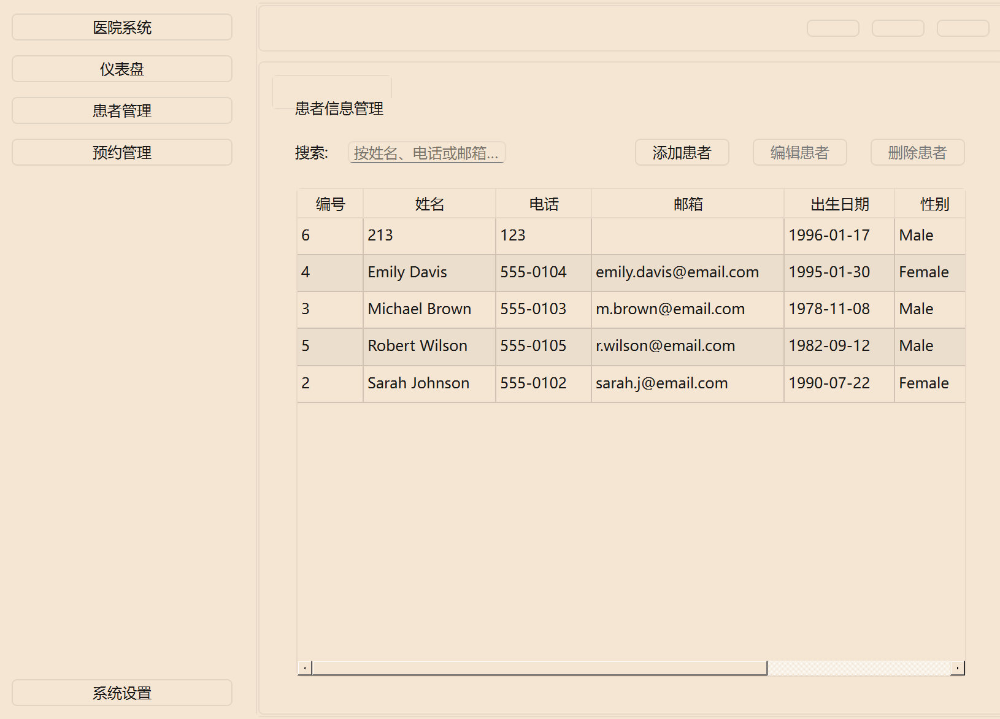 医院系统
仪表盘
患者管理
预约管理
系统设置
患者信息管理
搜索: 按姓名、电话或邮箱... 添加患者 编辑患者 删除患者
编号 姓名 电话 邮箱 出生日期 性别
6 213 123 1996-01-17 Male
4 Emily Davis 555-0104 emily.davis@email.com 1995-01-30 Female
3 Michael Brown 555-0103 m.brown@email.com 1978-11-08 Male
5 Robert Wilson 555-0105 r.wilson@email.com 1982-09-12 Male
2 Sarah Johnson 555-0102 sarah.j@email.com 1990-07-22 Female